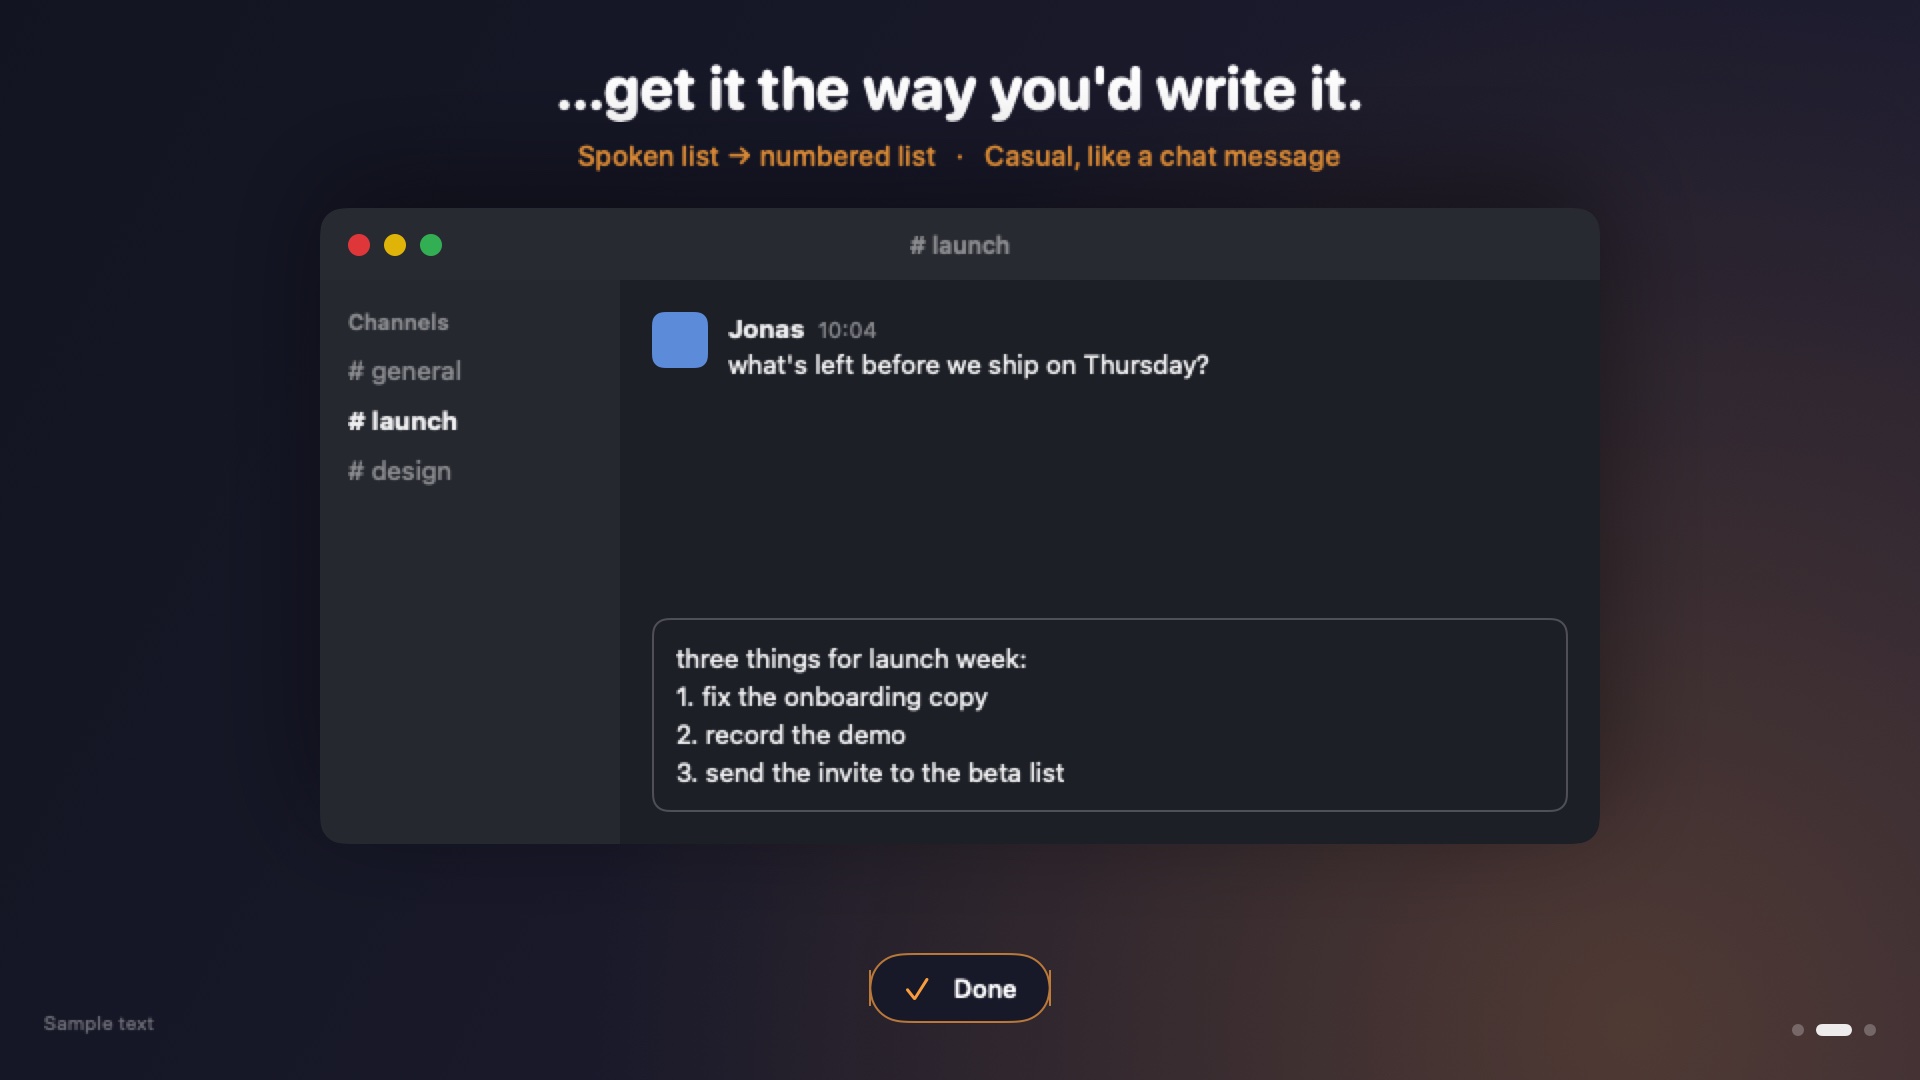 ...get it the way you'd write it.
Spoken list → numbered list · Casual, like a chat message
# launch
Channels
# general
# launch
# design
Jonas 10:04
what's left before we ship on Thursday?
three things for launch week:
1. fix the onboarding copy
2. record the demo
3. send the invite to the beta list
✓ Done
Sample text